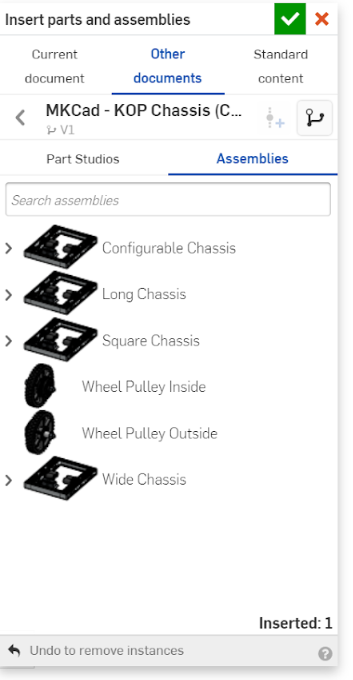 Insert parts and assemblies
Current document
Other documents
Standard content
MKCad - KOP Chassis (C...
V1
Part Studios
Assemblies
Search assemblies
Configurable Chassis
Long Chassis
Square Chassis
Wheel Pulley Inside
Wheel Pulley Outside
Wide Chassis
Inserted: 1
Undo to remove instances